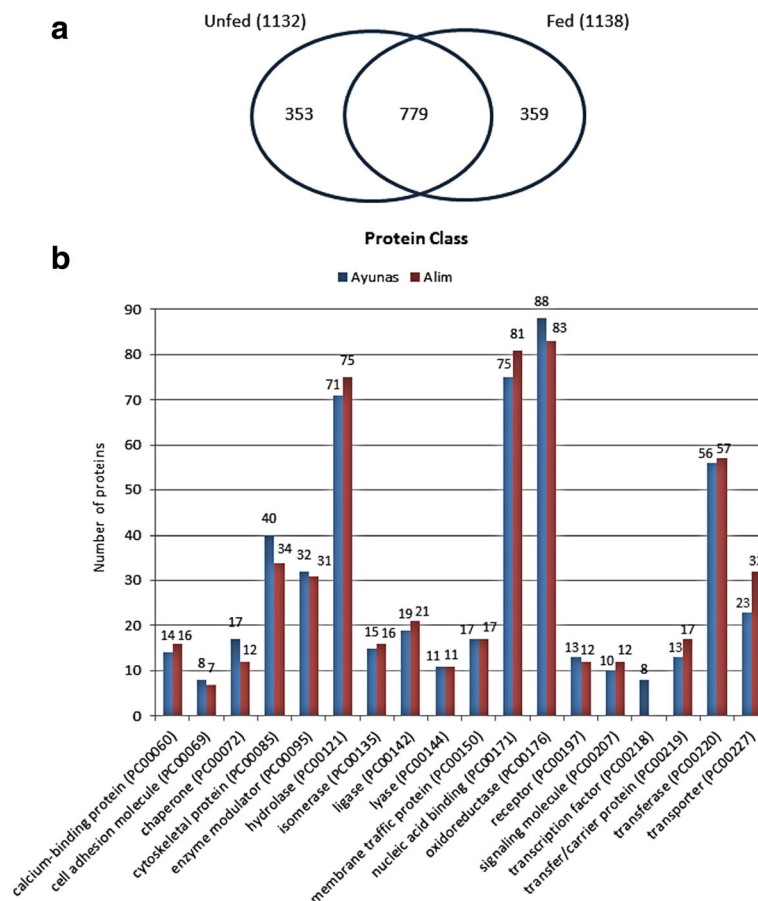 a
Unfed (1132)
Fed (1138)
353
779
359
b
Protein Class
Ayunas
Alim
Number of proteins
90
80
70
60
50
40
30
20
10
0
14 16
8 7
17 12
40 34
32 31
71 75
15 16
19 21
11 11
17 17
75 81
88 83
13 12
10 12
8
13 17
56 57
23
calcium-binding protein (PC00060)
cell adhesion molecule (PC00069)
chaperone (PC00072)
cytoskeletal protein (PC00085)
enzyme modulator (PC00095)
hydrolase (PC00121)
isomerase (PC00135)
ligase (PC00142)
lyase (PC00144)
membrane traffic protein (PC00150)
nucleic acid binding (PC00171)
oxidoreductase (PC00176)
receptor (PC00197)
signaling molecule (PC00207)
transcription factor (PC00218)
transfer/carrier protein (PC00219)
transferase (PC00220)
transporter (PC00227)